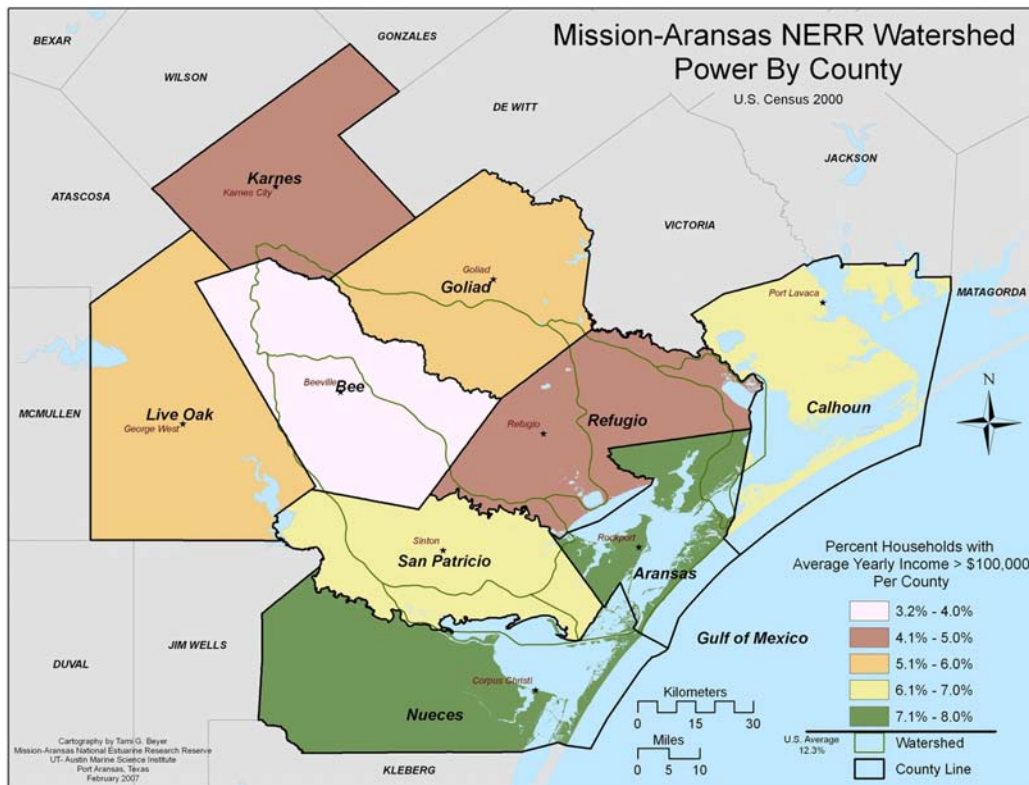 Mission-Aransas NERR Watershed
Power By County
U.S. Census 2000
BEXAR
GONZALES
WILSON
DE WITT
JACKSON
ATASCOSA
Karnes
Karnes City
VICTORIA
MATAGORDA
Goliad
Goliad
Port Lavaca
MCMULLEN
Live Oak
George West
Beeville
Bee
Refugio
Refugio
Calhoun
N
Sinton
San Patricio
Rockport
Aransas
Gulf of Mexico
DUVAL
JIM WELLS
Corpus Christi
Nueces
KLEBERG
Kilometers
0 15 30
Miles
0 5 10
Percent Households with
Average Yearly Income > $100,000
Per County
3.2% - 4.0%
4.1% - 5.0%
5.1% - 6.0%
6.1% - 7.0%
7.1% - 8.0%
U.S. Average
12.3%
Watershed
County Line
Cartography by Tami G. Beyer
Mission-Aransas National Estuarine Research Reserve
UT- Austin Marine Science Institute
Port Aransas, Texas
February 2007